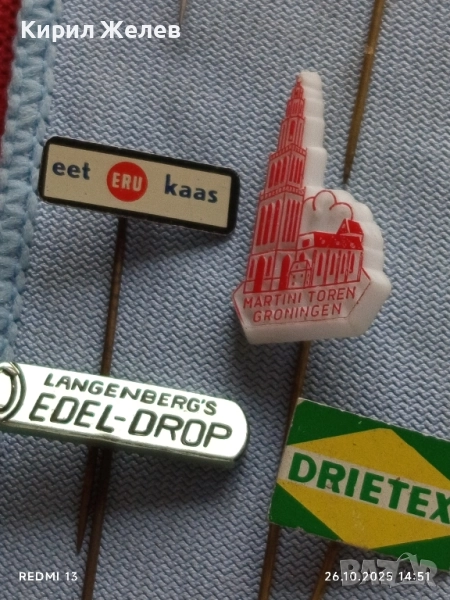 Кирил Желев
eet ERU kaas
MARTINI TOREN
GRONINGEN
LANGENBERG'S
EDEL-DROP
DRIETEX
REDMI 13
26.10.2025 14:51